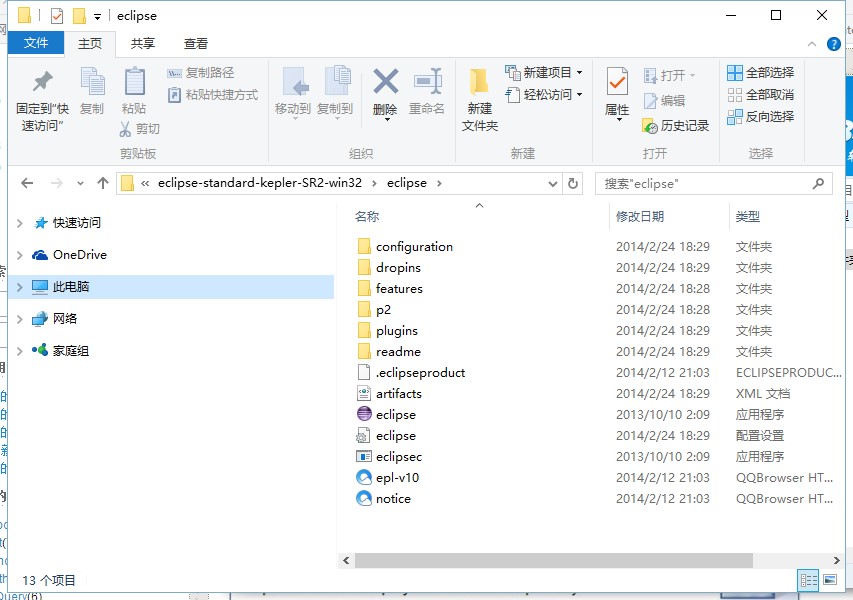 eclipse
文件 主页 共享 查看
固定到"快速访问"
复制
粘贴
复制路径
粘贴快捷方式
剪切
剪贴板
移动到 复制到 删除 重命名
组织
新建文件夹
新建项目
轻松访问
新建
属性
打开
编辑
历史记录
打开
全部选择
全部取消
反向选择
选择
« eclipse-standard-kepler-SR2-win32 › eclipse ›
搜索"eclipse"
快速访问
OneDrive
此电脑
网络
家庭组
名称 修改日期 类型
configuration 2014/2/24 18:29 文件夹
dropins 2014/2/24 18:29 文件夹
features 2014/2/24 18:28 文件夹
p2 2014/2/24 18:28 文件夹
plugins 2014/2/24 18:29 文件夹
readme 2014/2/24 18:29 文件夹
.eclipseproduct 2014/2/12 21:03 ECLIPSEPRODUC...
artifacts 2014/2/24 18:29 XML 文档
eclipse 2013/10/10 2:09 应用程序
eclipse 2014/2/24 18:29 配置设置
eclipsec 2013/10/10 2:09 应用程序
epl-v10 2014/2/12 21:03 QQBrowser HT...
notice 2014/2/12 21:03 QQBrowser HT...
13 个项目